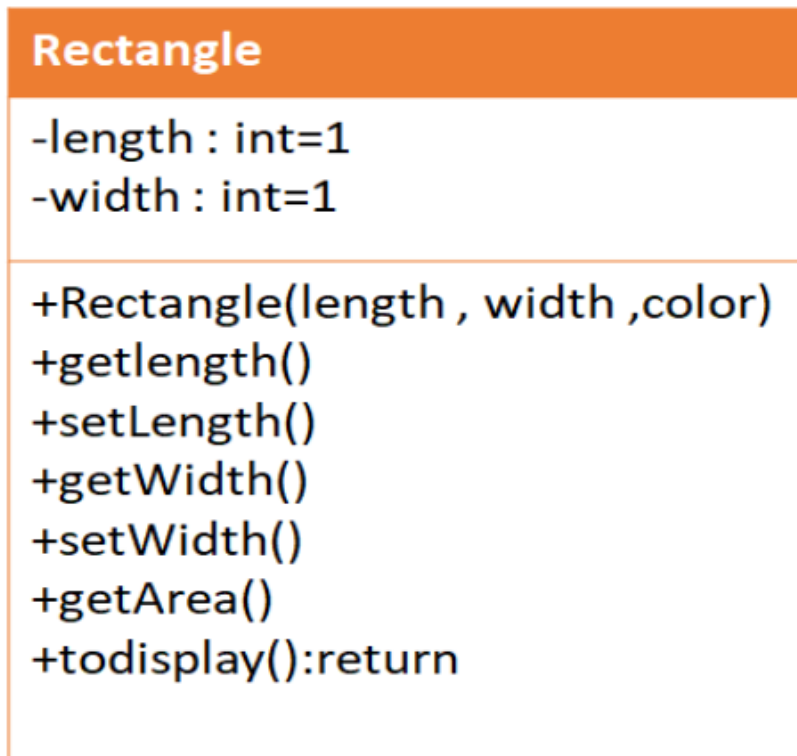 Rectangle
-length : int=1
-width : int=1
+Rectangle(length , width ,color)
+getlength()
+setLength()
+getWidth()
+setWidth()
+getArea()
+todisplay():return